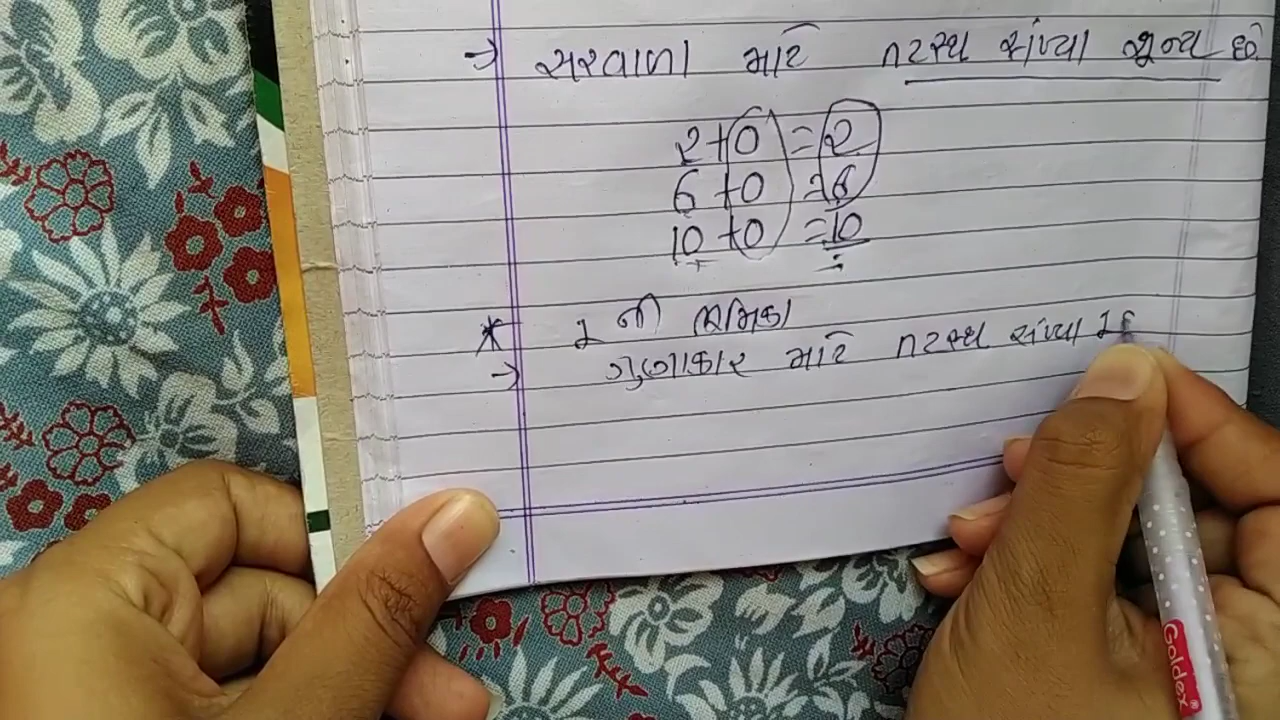 → સરવાળા માટે તટસ્થ સંખ્યા શૂન્ય છે
2+0=2
6+0=6
10+0=10
* 1 ની ભૂમિકા
→ ગુણાકાર માટે તટસ્થ સંખ્યા 1 છ
Goldex